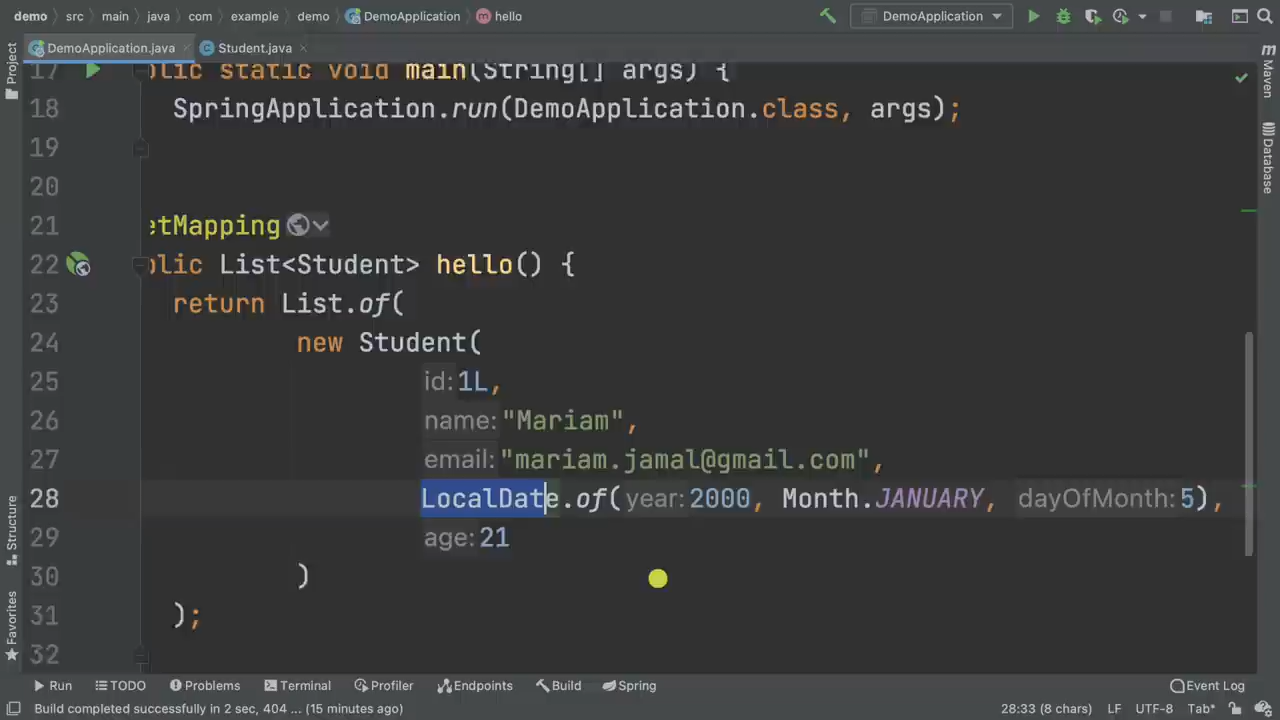 demo src main java com example demo DemoApplication m hello DemoApplication
DemoApplication.java Student.java
17 blic static void main(String[] args) {
18 SpringApplication.run(DemoApplication.class, args);
19
20
21 etMapping
22 blic List<Student> hello() {
23 return List.of(
24 new Student(
25 id: 1L,
26 name: "Mariam",
27 email: "mariam.jamal@gmail.com",
28 LocalDate.of( year: 2000, Month.JANUARY, dayOfMonth: 5),
29 age: 21
30 )
31 );
32
Project
Structure
Favorites
m Maven
Database
Run TODO Problems Terminal Profiler Endpoints Build Spring Event Log
Build completed successfully in 2 sec, 404 ... (15 minutes ago) 28:33 (8 chars) LF UTF-8 Tab*